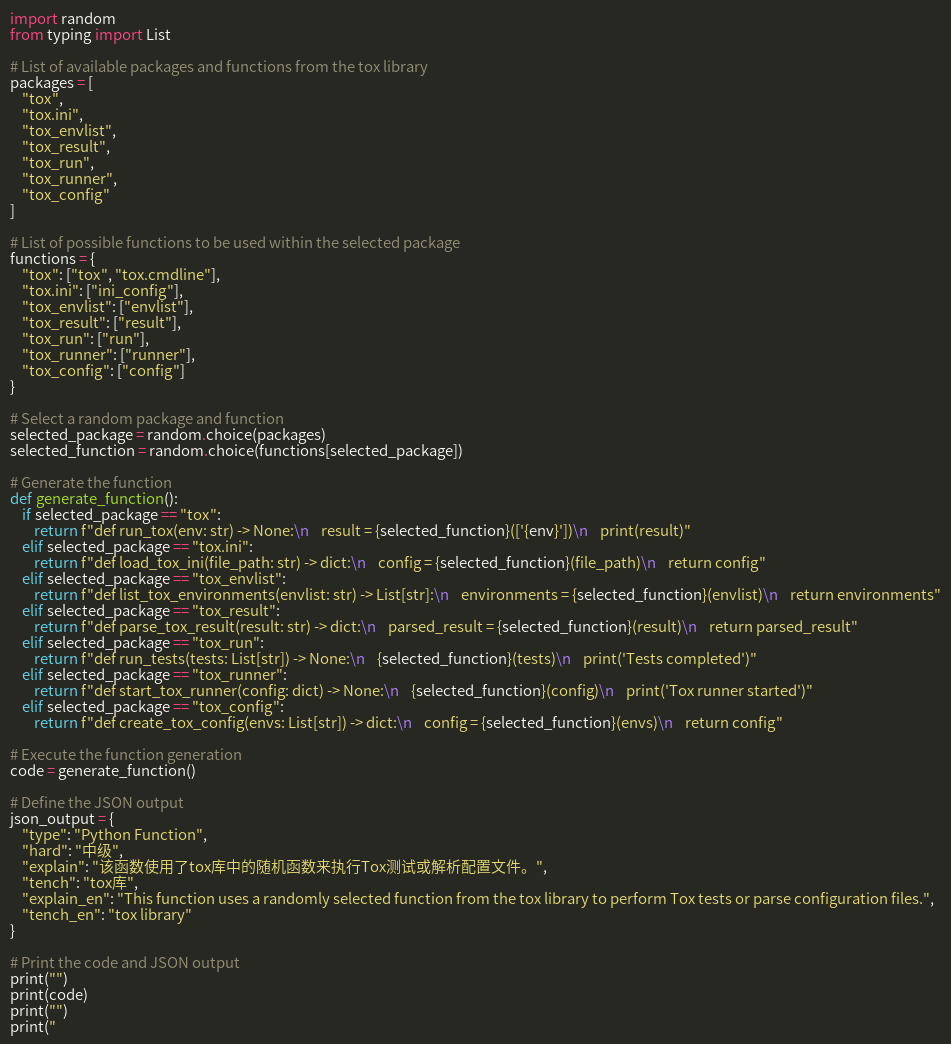 import random
from typing import List

# List of available packages and functions from the tox library
packages = [
    "tox",
    "tox.ini",
    "tox_envlist",
    "tox_result",
    "tox_run",
    "tox_runner",
    "tox_config"
]

# List of possible functions to be used within the selected package
functions = {
    "tox": ["tox", "tox.cmdline"],
    "tox.ini": ["ini_config"],
    "tox_envlist": ["envlist"],
    "tox_result": ["result"],
    "tox_run": ["run"],
    "tox_runner": ["runner"],
    "tox_config": ["config"]
}

# Select a random package and function
selected_package = random.choice(packages)
selected_function = random.choice(functions[selected_package])

# Generate the function
def generate_function():
    if selected_package == "tox":
        return f"def run_tox(env: str) -> None:\n    result = {selected_function}(['{env}'])\n    print(result)"
    elif selected_package == "tox.ini":
        return f"def load_tox_ini(file_path: str) -> dict:\n    config = {selected_function}(file_path)\n    return config"
    elif selected_package == "tox_envlist":
        return f"def list_tox_environments(envlist: str) -> List[str]:\n    environments = {selected_function}(envlist)\n    return environments"
    elif selected_package == "tox_result":
        return f"def parse_tox_result(result: str) -> dict:\n    parsed_result = {selected_function}(result)\n    return parsed_result"
    elif selected_package == "tox_run":
        return f"def run_tests(tests: List[str]) -> None:\n    {selected_function}(tests)\n    print('Tests completed')"
    elif selected_package == "tox_runner":
        return f"def start_tox_runner(config: dict) -> None:\n    {selected_function}(config)\n    print('Tox runner started')"
    elif selected_package == "tox_config":
        return f"def create_tox_config(envs: List[str]) -> dict:\n    config = {selected_function}(envs)\n    return config"

# Execute the function generation
code = generate_function()

# Define the JSON output
json_output = {
    "type": "Python Function",
    "hard": "中级",
    "explain": "该函数使用了tox库中的随机函数来执行Tox测试或解析配置文件。",
    "tench": "tox库",
    "explain_en": "This function uses a randomly selected function from the tox library to perform Tox tests or parse configuration files.",
    "tench_en": "tox library"
}

# Print the code and JSON output
print("")
print(code)
print("")
print("